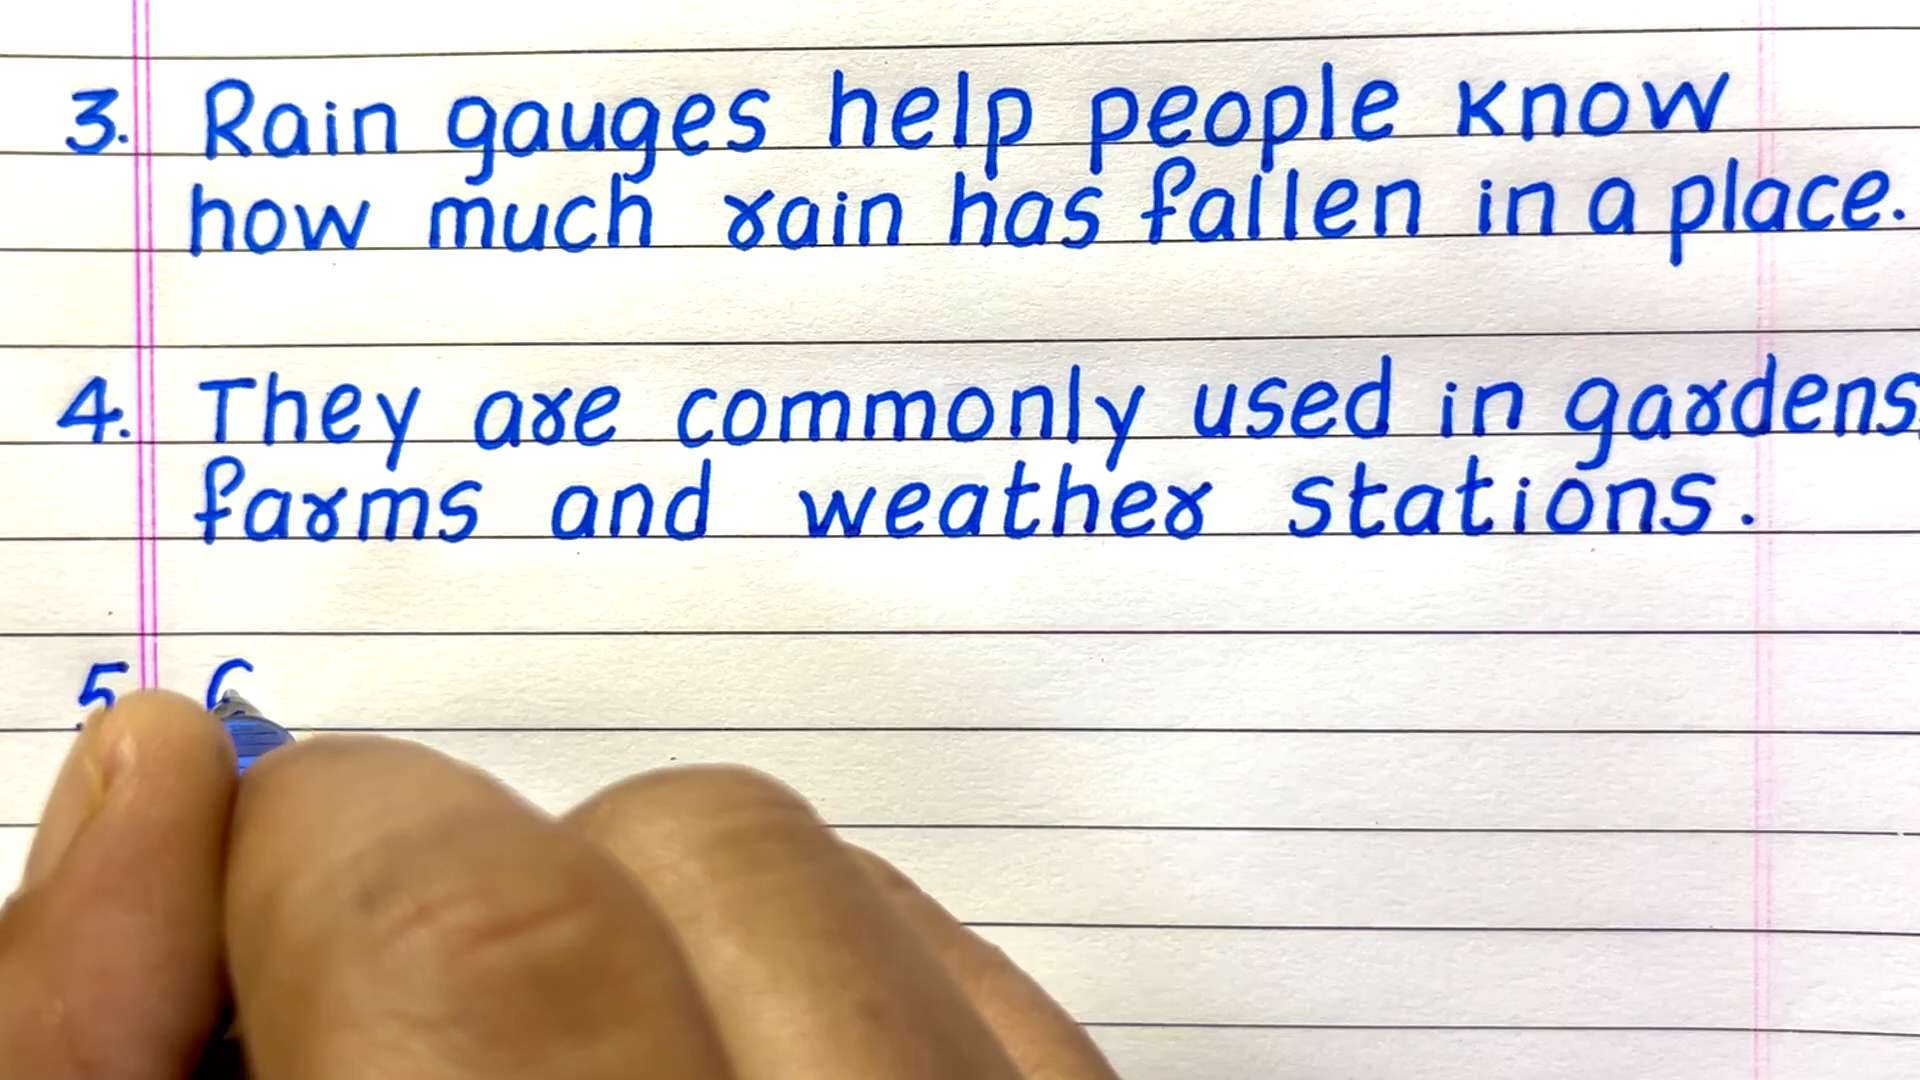 3. Rain gauges help people know
how much rain has fallen in a place.
4. They are commonly used in gardens,
farms and weather stations.
5